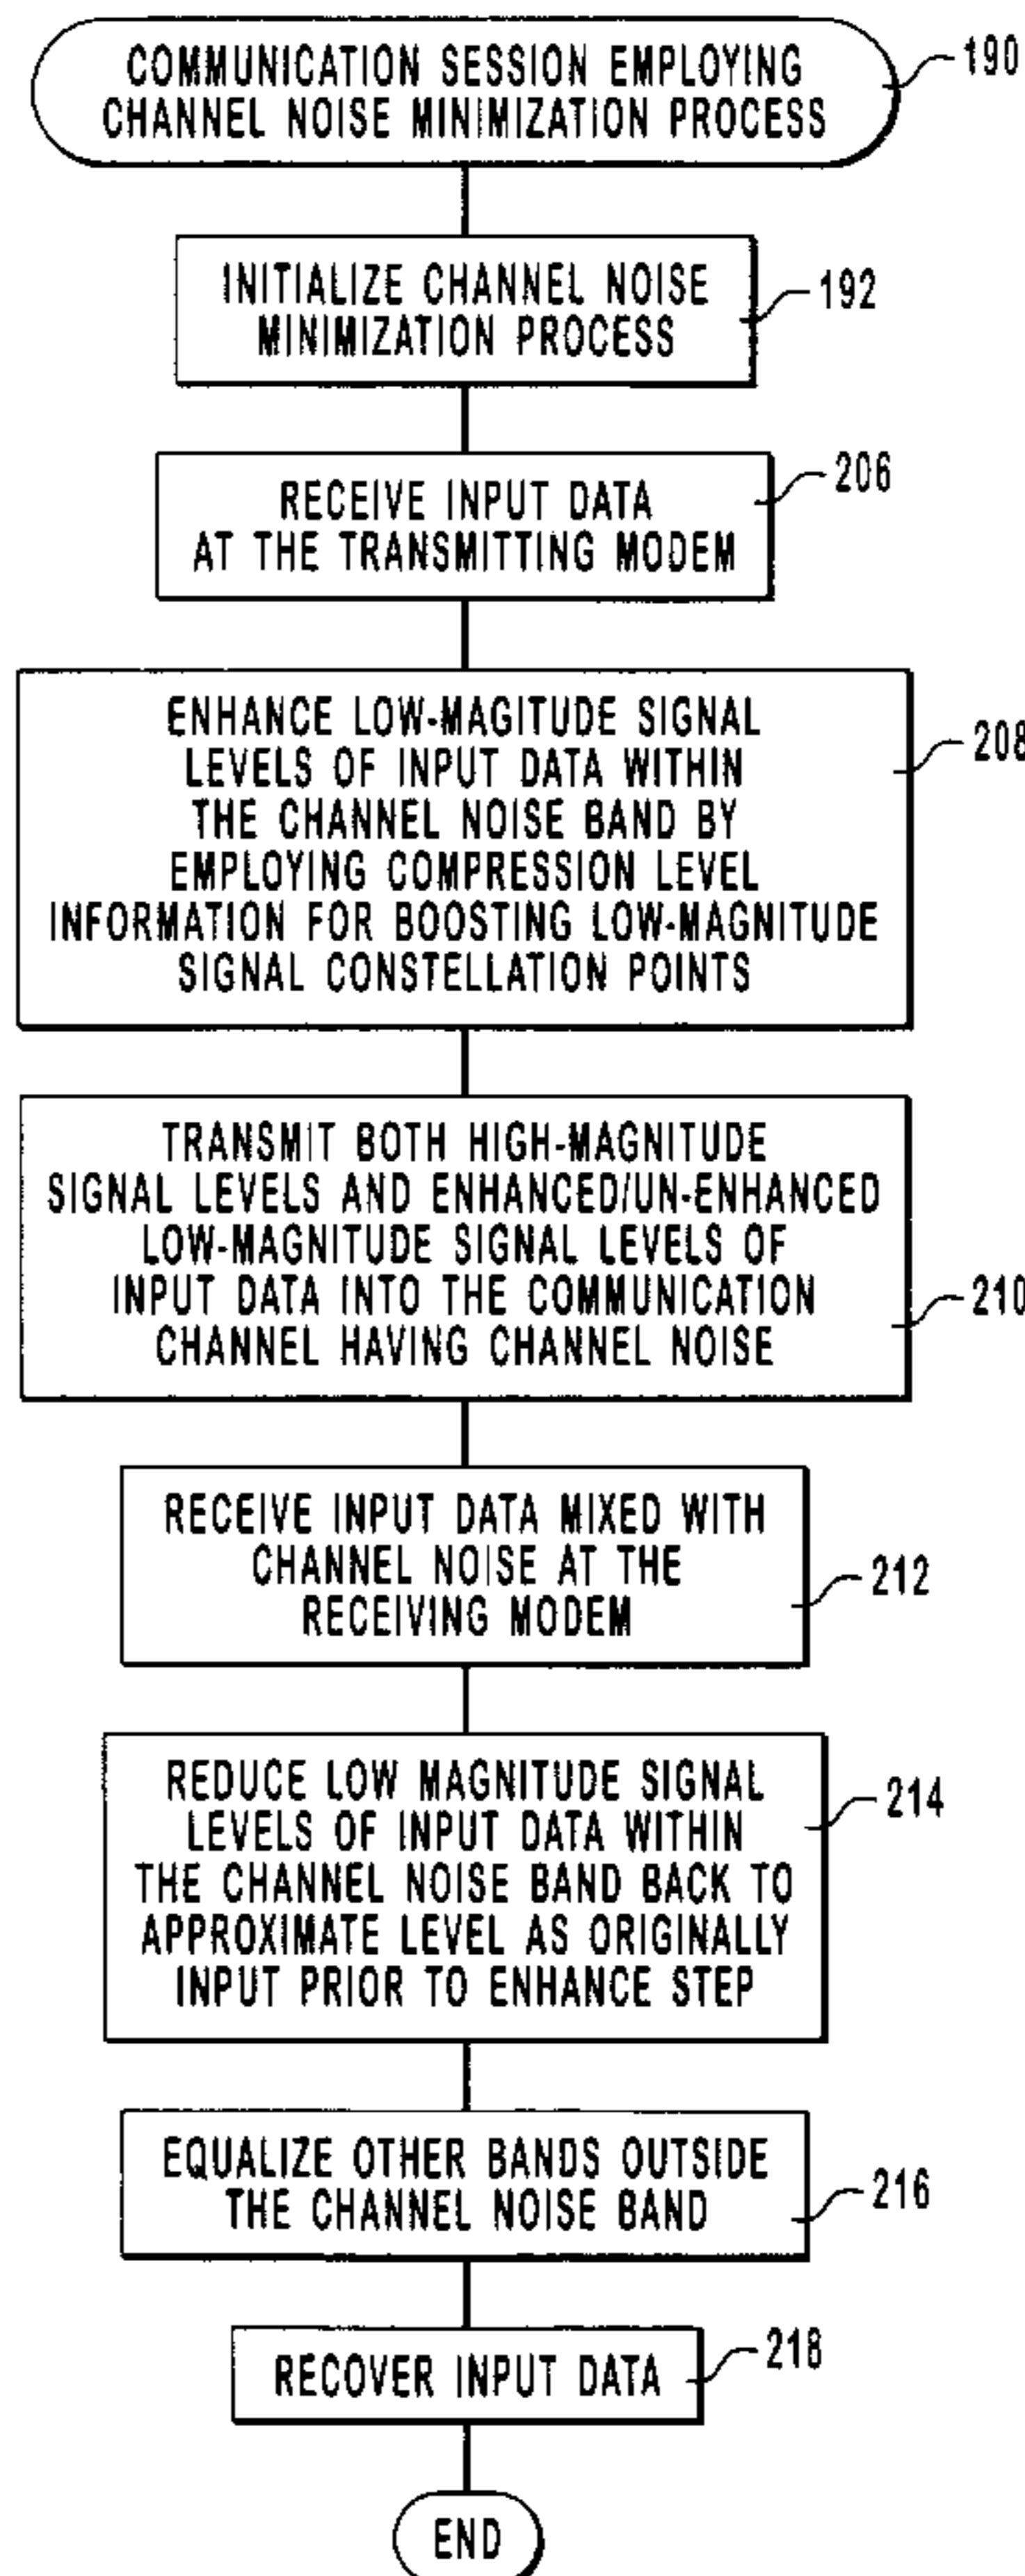 COMMUNICATION SESSION EMPLOYING
CHANNEL NOISE MINIMIZATION PROCESS
190
INITIALIZE CHANNEL NOISE
MINIMIZATION PROCESS
192
RECEIVE INPUT DATA
AT THE TRANSMITTING MODEM
206
ENHANCE LOW-MAGITUDE SIGNAL
LEVELS OF INPUT DATA WITHIN
THE CHANNEL NOISE BAND BY
EMPLOYING COMPRESSION LEVEL
INFORMATION FOR BOOSTING LOW-MAGNITUDE
SIGNAL CONSTELLATION POINTS
208
TRANSMIT BOTH HIGH-MAGNITUDE
SIGNAL LEVELS AND ENHANCED/UN-ENHANCED
LOW-MAGNITUDE SIGNAL LEVELS OF
INPUT DATA INTO THE COMMUNICATION
CHANNEL HAVING CHANNEL NOISE
210
RECEIVE INPUT DATA MIXED WITH
CHANNEL NOISE AT THE
RECEIVING MODEM
212
REDUCE LOW MAGNITUDE SIGNAL
LEVELS OF INPUT DATA WITHIN
THE CHANNEL NOISE BAND BACK TO
APPROXIMATE LEVEL AS ORIGINALLY
INPUT PRIOR TO ENHANCE STEP
214
EQUALIZE OTHER BANDS OUTSIDE
THE CHANNEL NOISE BAND
216
RECOVER INPUT DATA
218
END